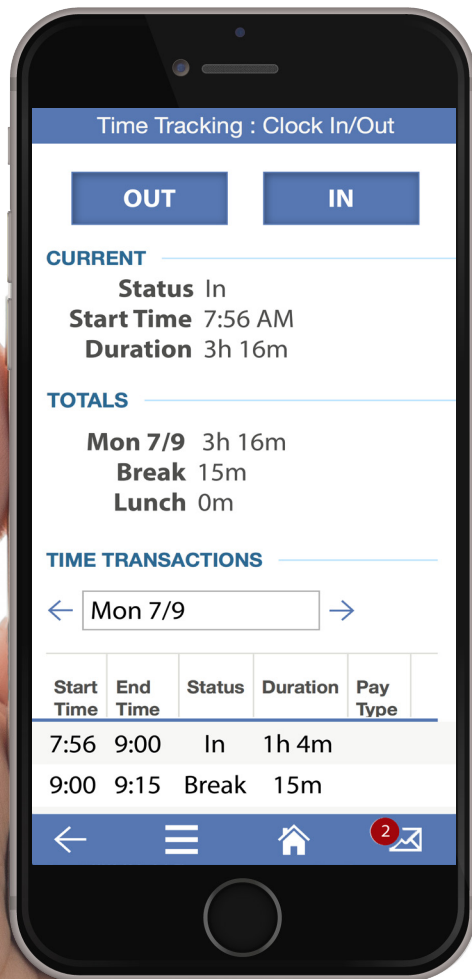 Time Tracking : Clock In/Out
OUT IN
CURRENT
Status In
Start Time 7:56 AM
Duration 3h 16m
TOTALS
Mon 7/9 3h 16m
Break 15m
Lunch 0m
TIME TRANSACTIONS
Mon 7/9
Start Time End Time Status Duration Pay Type
7:56 9:00 In 1h 4m
9:00 9:15 Break 15m
2